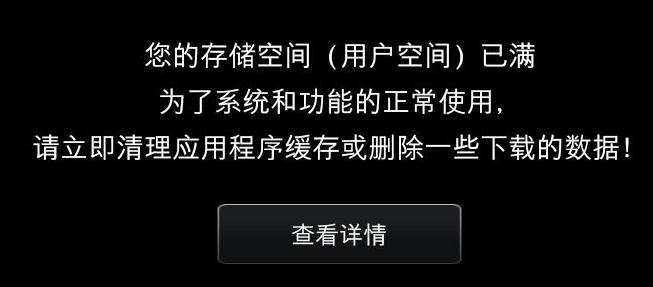 您的存储空间（用户空间）已满
为了系统和功能的正常使用，
请立即清理应用程序缓存或删除一些下载的数据！
查看详情